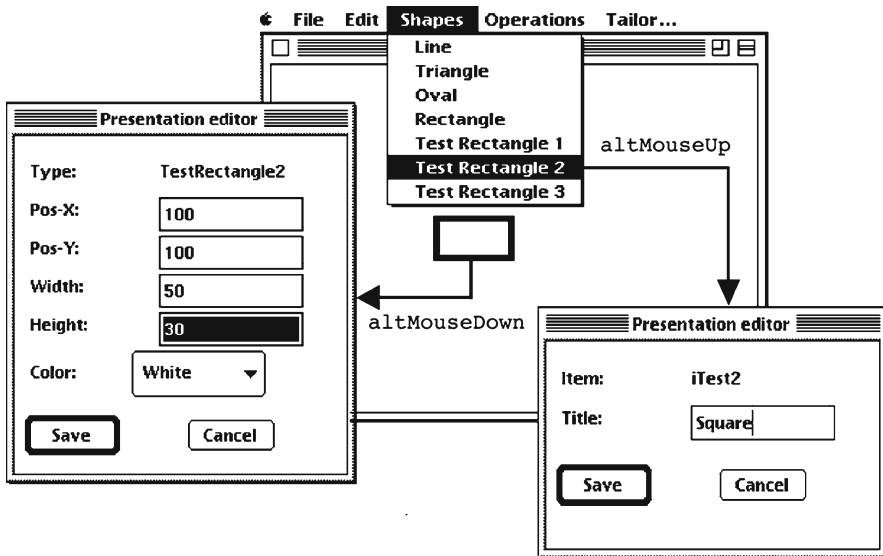 File Edit Shapes Operations Tailor...
Line
Triangle
Oval
Rectangle
Test Rectangle 1
Test Rectangle 2
Test Rectangle 3
altMouseUp
altMouseDown
Presentation editor
Type: TestRectangle2
Pos-X: 100
Pos-Y: 100
Width: 50
Height: 30
Color: White
Save Cancel
Presentation editor
Item: iTest2
Title: Square
Save Cancel